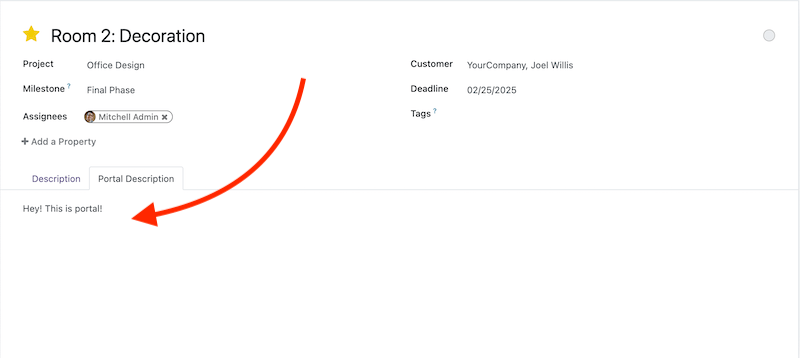 Room 2: Decoration
Project Office Design
Customer YourCompany, Joel Willis
Milestone ? Final Phase
Deadline 02/25/2025
Assignees Mitchell Admin ✖
Tags ?
+ Add a Property
Description Portal Description
Hey! This is portal!